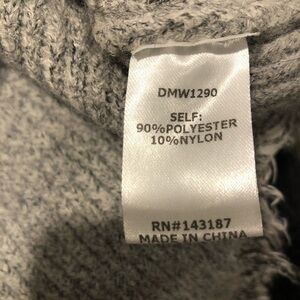 DMW1290
SELF:
90%POLYESTER
10%NYLON
RN#143187
MADE IN CHINA